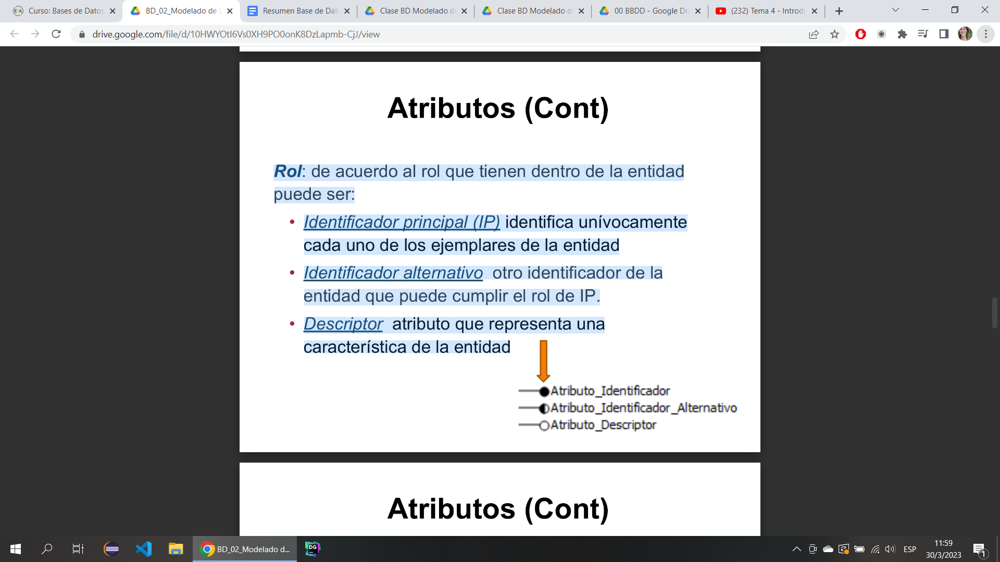 Curso: Bases de Datos
BD_02_Modelado de D
Resumen Base de Dat
Clase BD Modelado d
Clase BD Modelado d
00 BBDD - Google Dri
(232) Tema 4 - Introdu
drive.google.com/file/d/10HWYOtI6Vs0XH9PO0onK8DzLapmb-CjJ/view
Atributos (Cont)
Rol: de acuerdo al rol que tienen dentro de la entidad
puede ser:
• Identificador principal (IP) identifica unívocamente
cada uno de los ejemplares de la entidad
• Identificador alternativo otro identificador de la
entidad que puede cumplir el rol de IP.
• Descriptor atributo que representa una
característica de la entidad
Atributo_Identificador
Atributo_Identificador_Alternativo
Atributo_Descriptor
Atributos (Cont)
BD_02_Modelado d...
DG
ESP
11:59
30/3/2023
1